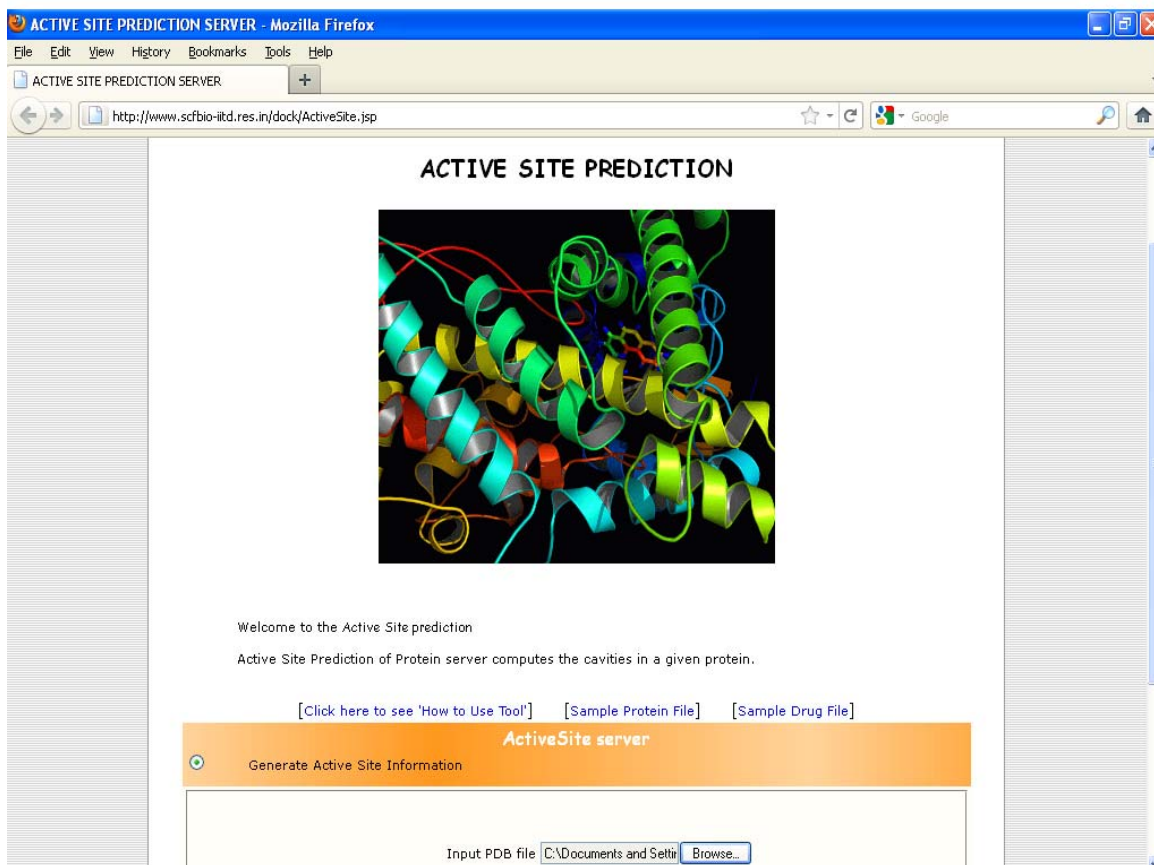 ACTIVE SITE PREDICTION SERVER - Mozilla Firefox
File Edit View History Bookmarks Tools Help
ACTIVE SITE PREDICTION SERVER +
http://www.scfbio-iitd.res.in/dock/ActiveSite.jsp Google
ACTIVE SITE PREDICTION
Welcome to the Active Site prediction
Active Site Prediction of Protein server computes the cavities in a given protein.
[Click here to see 'How to Use Tool'] [Sample Protein File] [Sample Drug File]
ActiveSite server
Generate Active Site Information
Input PDB file C:\Documents and Settin Browse...